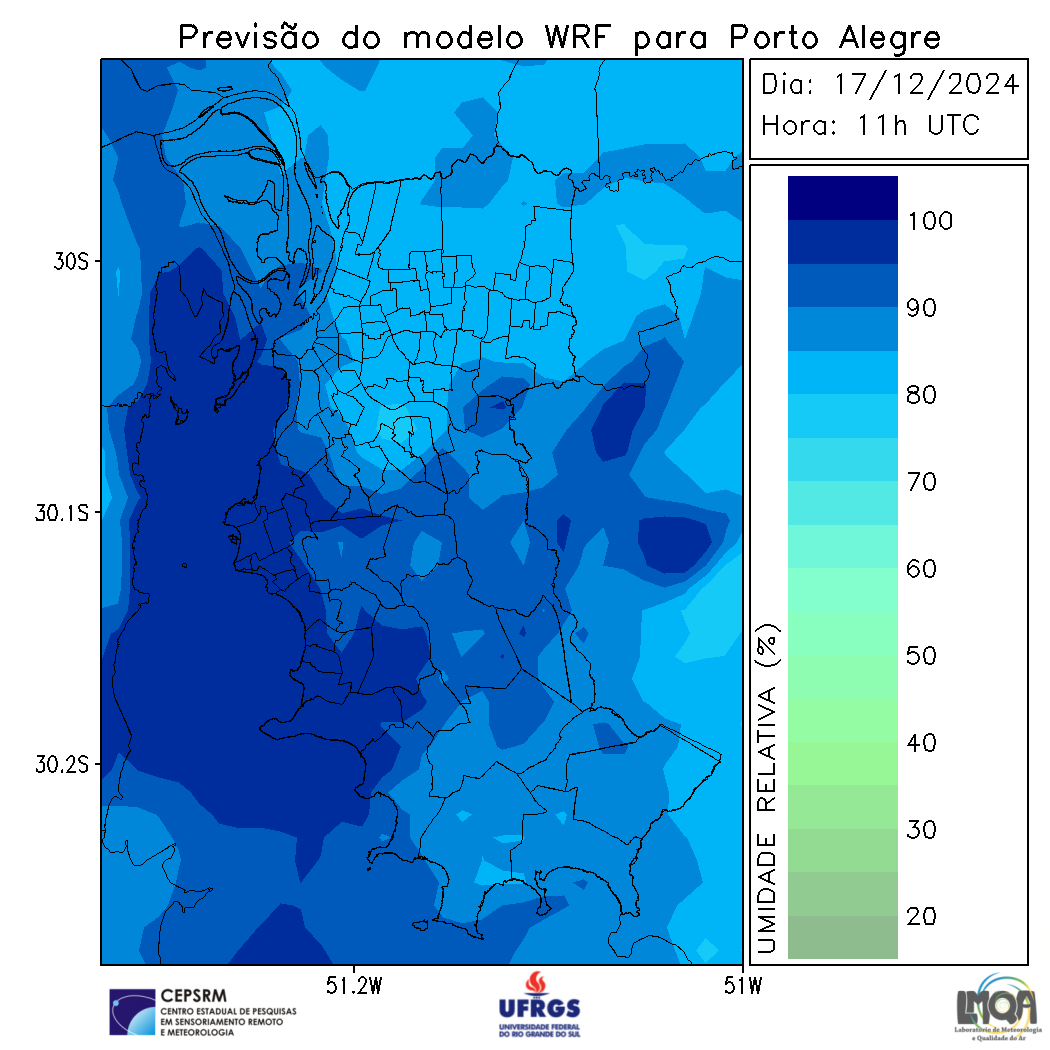 Previsão do modelo WRF para Porto Alegre
Dia: 17/12/2024
Hora: 11h UTC
30S
30.1S
30.2S
51.2W
51W
100
90
80
70
60
50
40
30
20
UMIDADE RELATIVA (%)
CEPSRM
CENTRO ESTADUAL DE PESQUISAS
EM SENSORIAMENTO REMOTO
E METEOROLOGIA
UFRGS
UNIVERSIDADE FEDERAL
DO RIO GRANDE DO SUL
LMQA
Laboratório de Meteorologia
e Qualidade do Ar